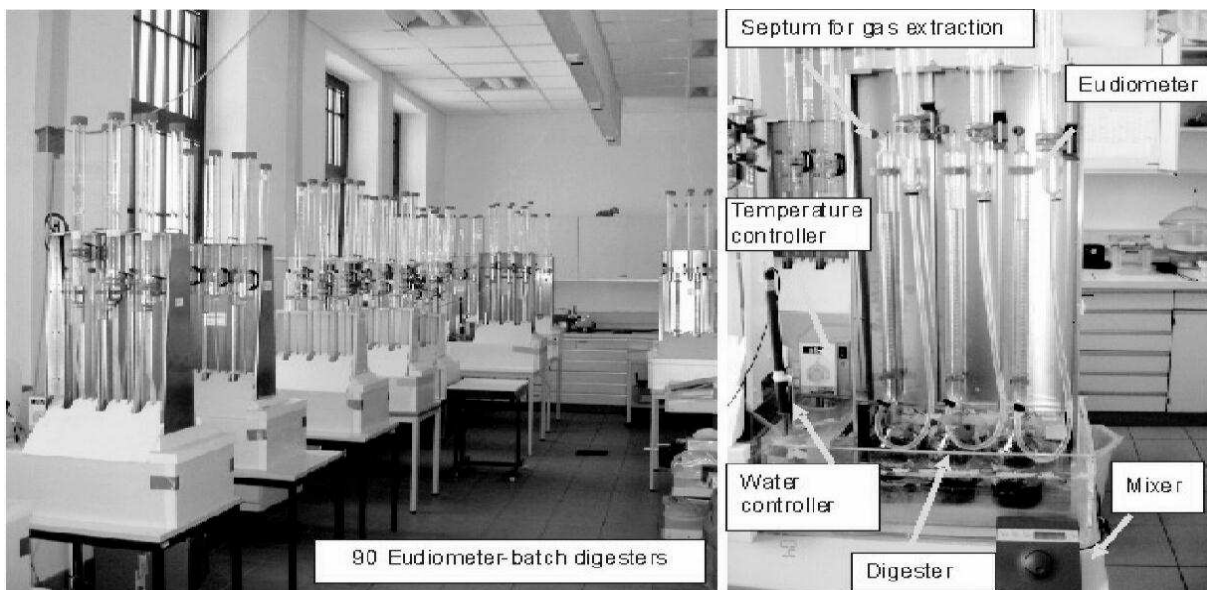 90 Eudiometer-batch digesters
Septum for gas extraction
Eudiometer
Temperature
controller
Water
controller
Mixer
Digester